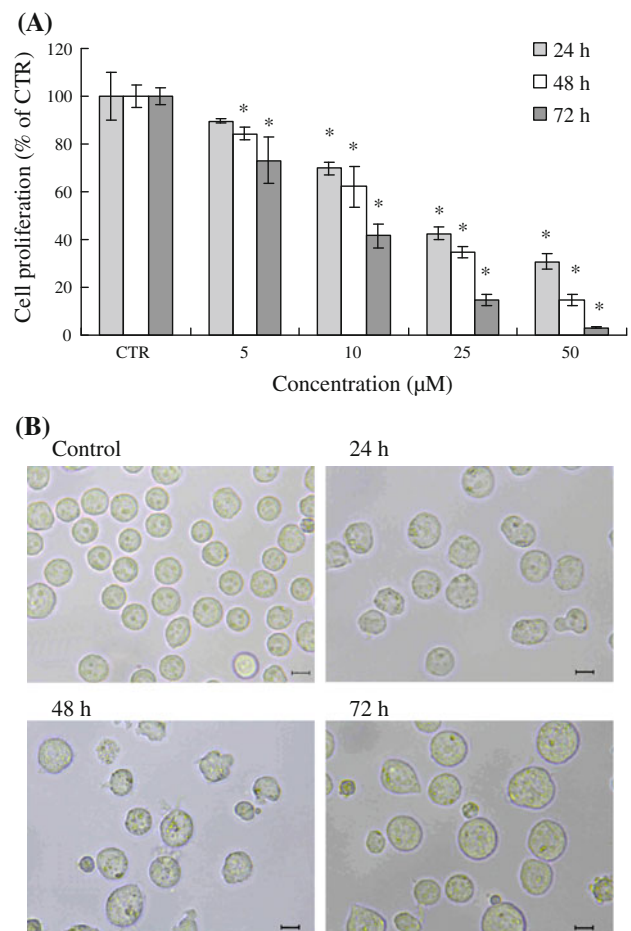 (A)
Cell proliferation (% of CTR)
120
100
80
60
40
20
0
24 h
48 h
72 h
* *
* * *
* * *
* * *
CTR 5 10 25 50
Concentration (μM)
(B)
Control 24 h
48 h 72 h